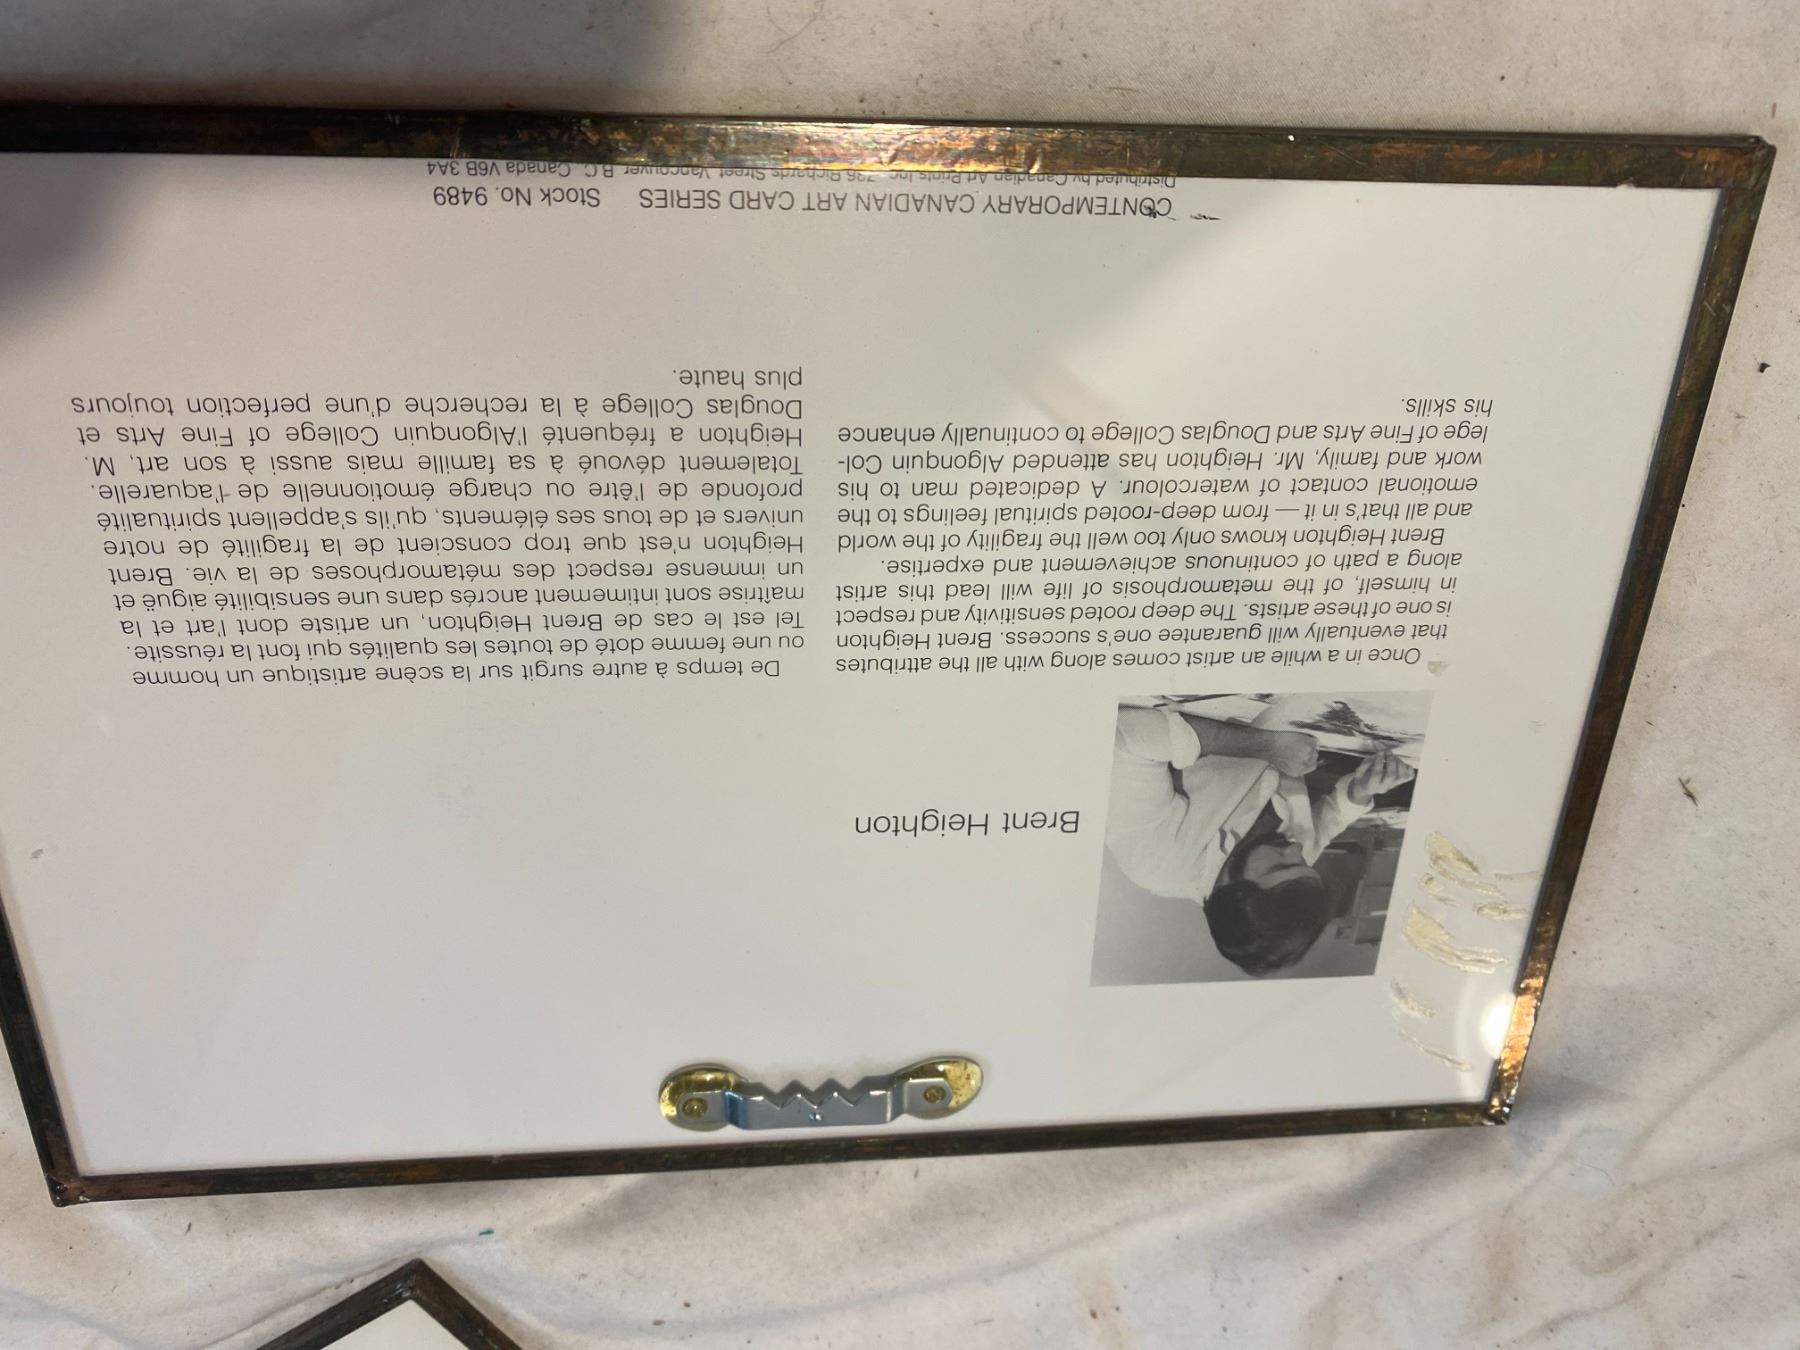 Brent Heighton
Once in a while an artist comes along with all the attributes
that eventually will guarantee one's success. Brent Heighton
is one of these artists. The deep rooted sensitivity and respect
in himself, of the metamorphosis of life will lead this artist
along a path of continuous achievement and expertise.
Brent Heighton knows only too well the fragility of the world
and all that's in it — from deep-rooted spiritual feelings to the
emotional contact of watercolour. A dedicated man to his
work and family, Mr. Heighton has attended Algonquin Col-
lege of Fine Arts and Douglas College to continually enhance
his skills.
De temps à autre surgit sur la scène artistique un homme
ou une femme doté de toutes les qualités qui font la réussite.
Tel est le cas de Brent Heighton, un artiste dont l'art et la
maîtrise sont intimement ancrés dans une sensibilité aiguë et
un immense respect des métamorphoses de la vie. Brent
Heighton n'est que trop conscient de la fragilité de notre
univers et de tous ses éléments, qu'ils s'appellent spiritualité
profonde de l'être ou charge émotionnelle de l'aquarelle.
Totalement dévoué à sa famille mais aussi à son art, M.
Heighton a fréquenté l'Algonquin College of Fine Arts et
Douglas College à la recherche d'une perfection toujours
plus haute.
CONTEMPORARY CANADIAN ART CARD SERIES Stock No. 9489
Distributed by Canadian Art Prints Inc. 736 Richards Street Vancouver B.C., Canada V6B 3A4